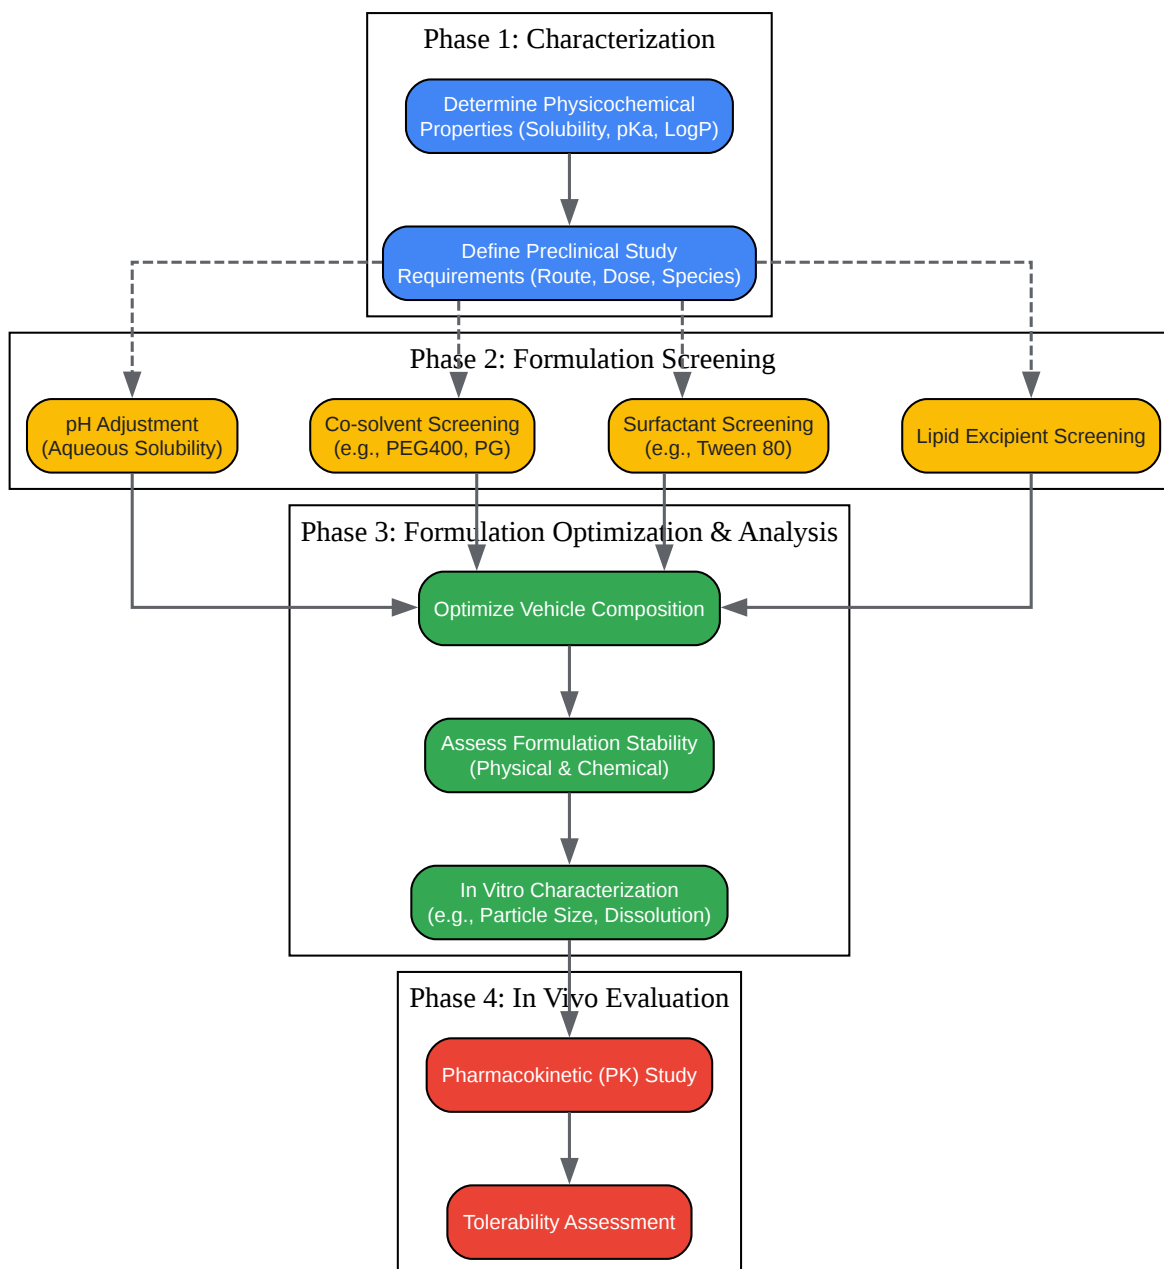 Phase 1: Characterization
Determine Physicochemical
Properties (Solubility, pKa, LogP)
Define Preclinical Study
Requirements (Route, Dose, Species)
Phase 2: Formulation Screening
pH Adjustment
(Aqueous Solubility)
Co-solvent Screening
(e.g., PEG400, PG)
Surfactant Screening
(e.g., Tween 80)
Lipid Excipient Screening
Phase 3: Formulation Optimization & Analysis
Optimize Vehicle Composition
Assess Formulation Stability
(Physical & Chemical)
In Vitro Characterization
(e.g., Particle Size, Dissolution)
Phase 4: In Vivo Evaluation
Pharmacokinetic (PK) Study
Tolerability Assessment